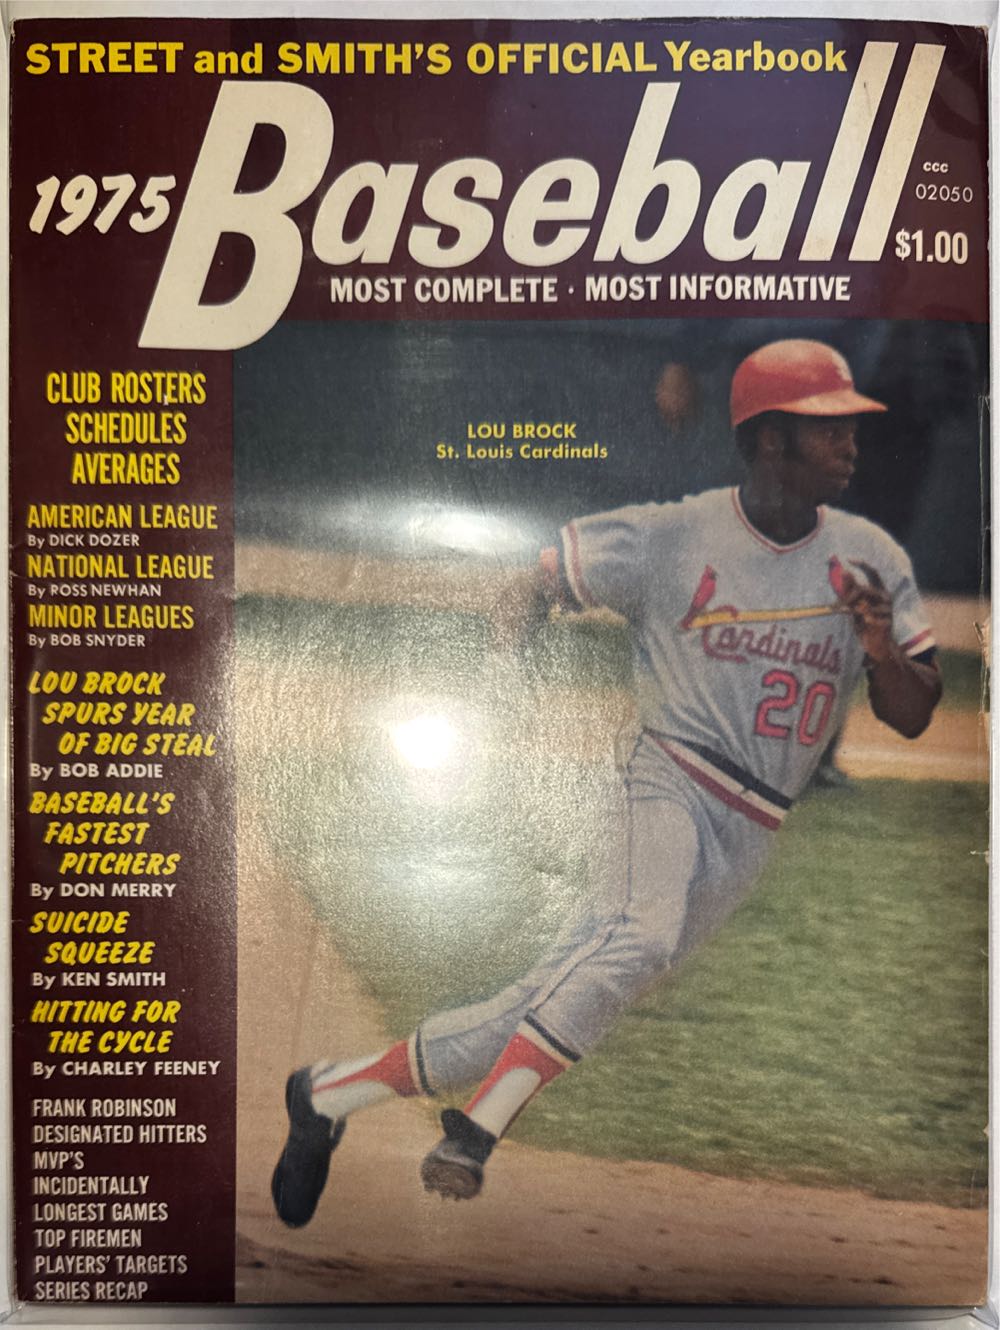 STREET and SMITH'S OFFICIAL Yearbook
1975 Baseball
ccc
02050
$1.00
MOST COMPLETE · MOST INFORMATIVE
CLUB ROSTERS
SCHEDULES
AVERAGES
AMERICAN LEAGUE
By DICK DOZER
NATIONAL LEAGUE
By ROSS NEWHAN
MINOR LEAGUES
By BOB SNYDER
LOU BROCK
SPURS YEAR
OF BIG STEAL
By BOB ADDIE
BASEBALL'S
FASTEST
PITCHERS
By DON MERRY
SUICIDE
SQUEEZE
By KEN SMITH
HITTING FOR
THE CYCLE
By CHARLEY FEENEY
FRANK ROBINSON
DESIGNATED HITTERS
MVP'S
INCIDENTALLY
LONGEST GAMES
TOP FIREMEN
PLAYERS' TARGETS
SERIES RECAP
LOU BROCK
St. Louis Cardinals
Cardinals
20